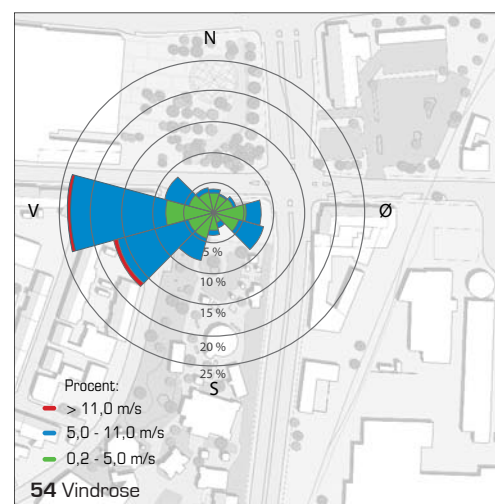 N
V
Ø
5 %
10 %
15 %
20 %
25 %
S
Procent:
> 11,0 m/s
5,0 - 11,0 m/s
0,2 - 5,0 m/s
54 Vindrose